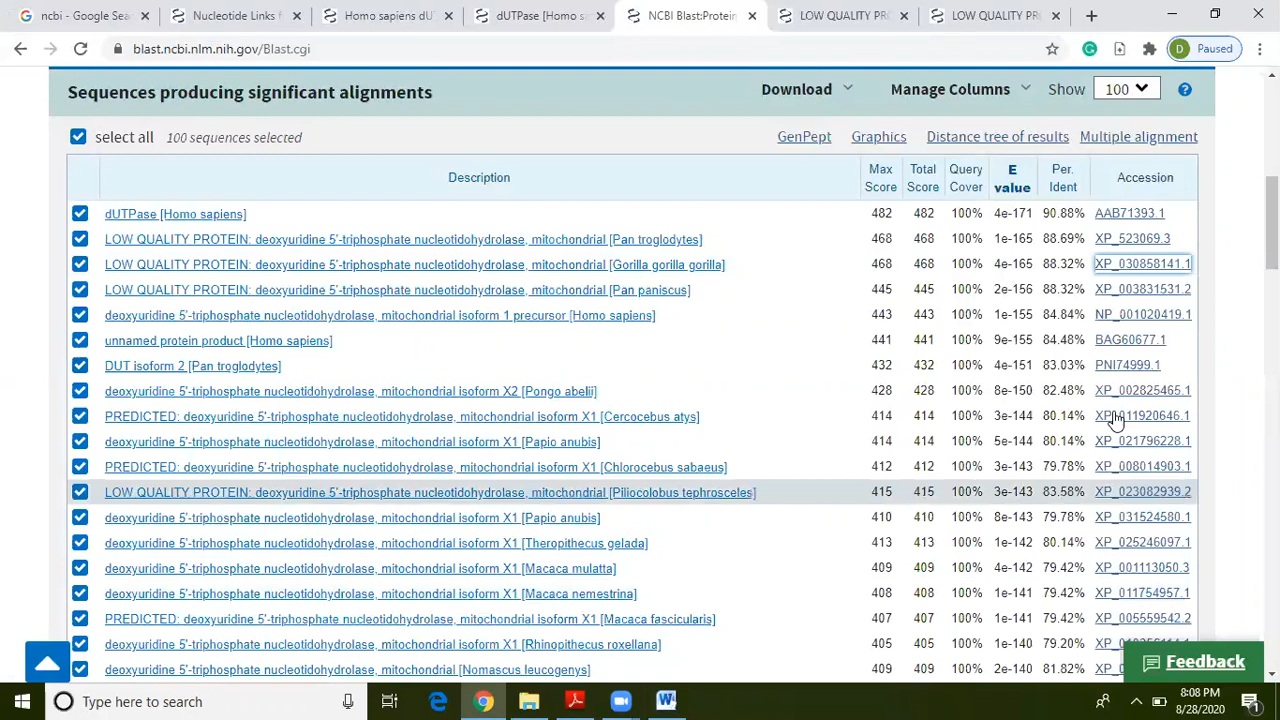 ncbi - Google Sea
Nucleotide Links f
Homo sapiens dU
dUTPase [Homo s
NCBI Blast:Protein
LOW QUALITY PR
LOW QUALITY PR
blast.ncbi.nlm.nih.gov/Blast.cgi
D Paused
Sequences producing significant alignments
Download
Manage Columns
Show 100
select all 100 sequences selected
GenPept Graphics Distance tree of results Multiple alignment
Description Max Score Total Score Query Cover E value Per. Ident Accession
dUTPase [Homo sapiens] 482 482 100% 4e-171 90.88% AAB71393.1
LOW QUALITY PROTEIN: deoxyuridine 5'-triphosphate nucleotidohydrolase, mitochondrial [Pan troglodytes] 468 468 100% 1e-165 88.69% XP_523069.3
LOW QUALITY PROTEIN: deoxyuridine 5'-triphosphate nucleotidohydrolase, mitochondrial [Gorilla gorilla gorilla] 468 468 100% 4e-165 88.32% XP_030858141.1
LOW QUALITY PROTEIN: deoxyuridine 5'-triphosphate nucleotidohydrolase, mitochondrial [Pan paniscus] 445 445 100% 2e-156 88.32% XP_003831531.2
deoxyuridine 5'-triphosphate nucleotidohydrolase, mitochondrial isoform 1 precursor [Homo sapiens] 443 443 100% 1e-155 84.84% NP_001020419.1
unnamed protein product [Homo sapiens] 441 441 100% 9e-155 84.48% BAG60677.1
DUT isoform 2 [Pan troglodytes] 432 432 100% 4e-151 83.03% PNI74999.1
deoxyuridine 5'-triphosphate nucleotidohydrolase, mitochondrial isoform X2 [Pongo abelii] 428 428 100% 8e-150 82.48% XP_002825465.1
PREDICTED: deoxyuridine 5'-triphosphate nucleotidohydrolase, mitochondrial isoform X1 [Cercocebus atys] 414 414 100% 3e-144 80.14% XP_011920646.1
deoxyuridine 5'-triphosphate nucleotidohydrolase, mitochondrial isoform X1 [Papio anubis] 414 414 100% 5e-144 80.14% XP_021796228.1
PREDICTED: deoxyuridine 5'-triphosphate nucleotidohydrolase, mitochondrial isoform X1 [Chlorocebus sabaeus] 412 412 100% 3e-143 79.78% XP_008014903.1
LOW QUALITY PROTEIN: deoxyuridine 5'-triphosphate nucleotidohydrolase, mitochondrial [Piliocolobus tephrosceles] 415 415 100% 3e-143 83.58% XP_023082939.2
deoxyuridine 5'-triphosphate nucleotidohydrolase, mitochondrial isoform X1 [Papio anubis] 410 410 100% 8e-143 79.78% XP_031524580.1
deoxyuridine 5'-triphosphate nucleotidohydrolase, mitochondrial isoform X1 [Theropithecus gelada] 413 413 100% 1e-142 80.14% XP_025246097.1
deoxyuridine 5'-triphosphate nucleotidohydrolase, mitochondrial isoform X1 [Macaca mulatta] 409 409 100% 4e-142 79.42% XP_001113050.3
deoxyuridine 5'-triphosphate nucleotidohydrolase, mitochondrial isoform X1 [Macaca nemestrina] 408 408 100% 1e-141 79.42% XP_011754957.1
PREDICTED: deoxyuridine 5'-triphosphate nucleotidohydrolase, mitochondrial isoform X1 [Macaca fascicularis] 407 407 100% 1e-141 79.42% XP_005559542.2
deoxyuridine 5'-triphosphate nucleotidohydrolase, mitochondrial isoform X1 [Rhinopithecus roxellana] 405 405 100% 1e-140 79.20%
deoxyuridine 5'-triphosphate nucleotidohydrolase, mitochondrial [Nomascus leucogenys] 409 409 100% 2e-140 81.82%
Feedback
Type here to search
8:08 PM
8/28/2020
1